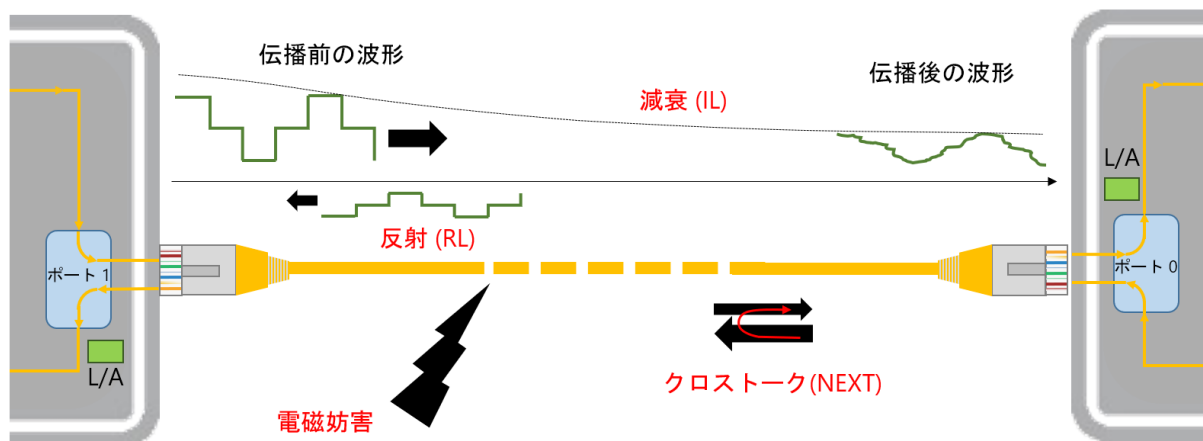 伝播前の波形
伝播後の波形
減衰 (IL)
L/A
反射 (RL)
ポート 1
ポート 0
L/A
クロストーク(NEXT)
電磁妨害